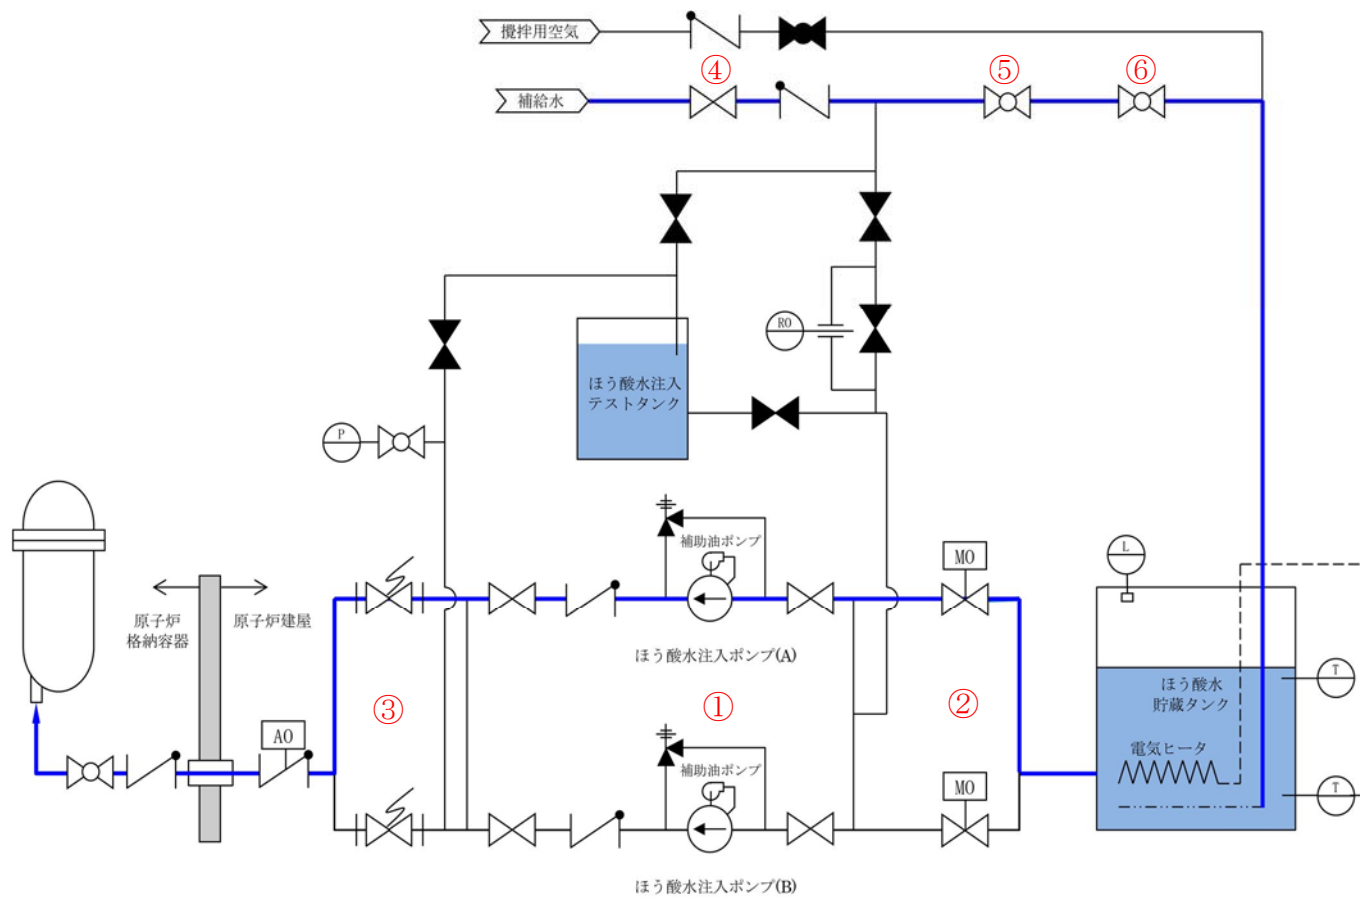 攪拌用空気
④
⑤
⑥
補給水
RO
ほう酸水注入
テストタンク
P
補助油ポンプ
MO
L
原子炉
格納容器
原子炉建屋
ほう酸水注入ポンプ(A)
T
ほう酸水
貯蔵タンク
③
①
②
AO
電気ヒータ
補助油ポンプ
MO
T
ほう酸水注入ポンプ(B)